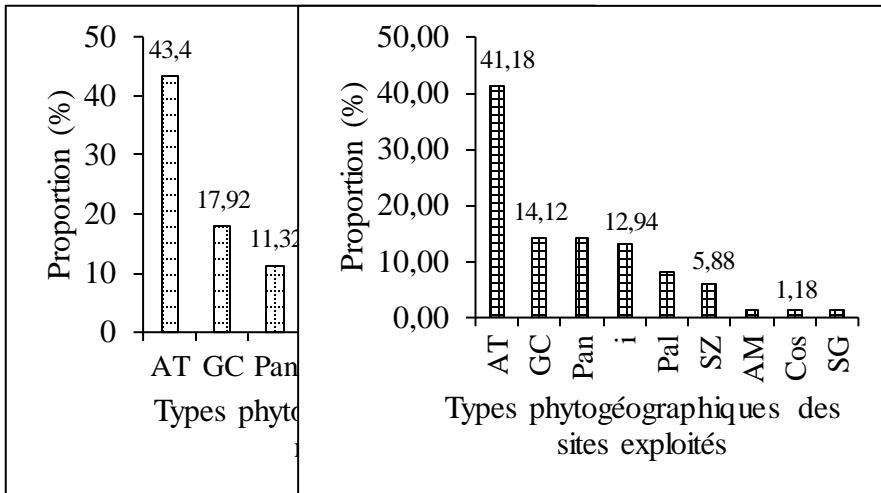 50
43,4
40
30
20
17,92
11,32
10
0
Proportion (%)
AT GC Pan
Types
50,00
41,18
40,00
30,00
20,00
14,12
12,94
10,00
5,88
1,18
0,00
Proportion (%)
AT
GC
Pan
i
Pal
SZ
AM
Cos
SG
Types phytogéographiques des
sites exploités